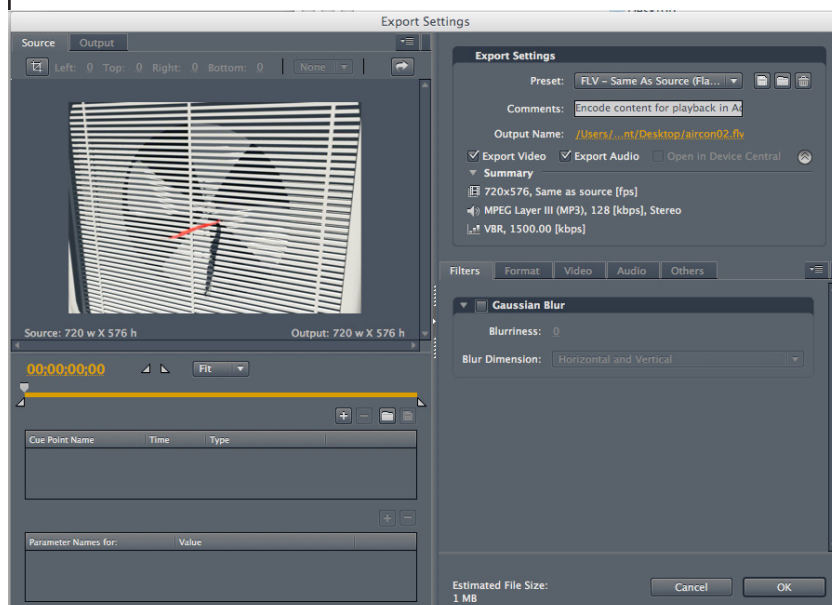 Export Settings
Source Output
Left: 0 Top: 0 Right: 0 Bottom: 0 None
Source: 720 w X 576 h Output: 720 w X 576 h
00;00;00;00 Fit
Cue Point Name Time Type
Parameter Names for: Value
Export Settings
Preset: FLV – Same As Source (Fla...
Comments: Encode content for playback in Ad
Output Name: /Users/...nt/Desktop/aircon02.flv
Export Video Export Audio Open in Device Central
Summary
720x576, Same as source [fps]
MPEG Layer III (MP3), 128 [kbps], Stereo
VBR, 1500.00 [kbps]
Filters Format Video Audio Others
Gaussian Blur
Blurriness: 0
Blur Dimension: Horizontal and Vertical
Estimated File Size:
1 MB
Cancel OK